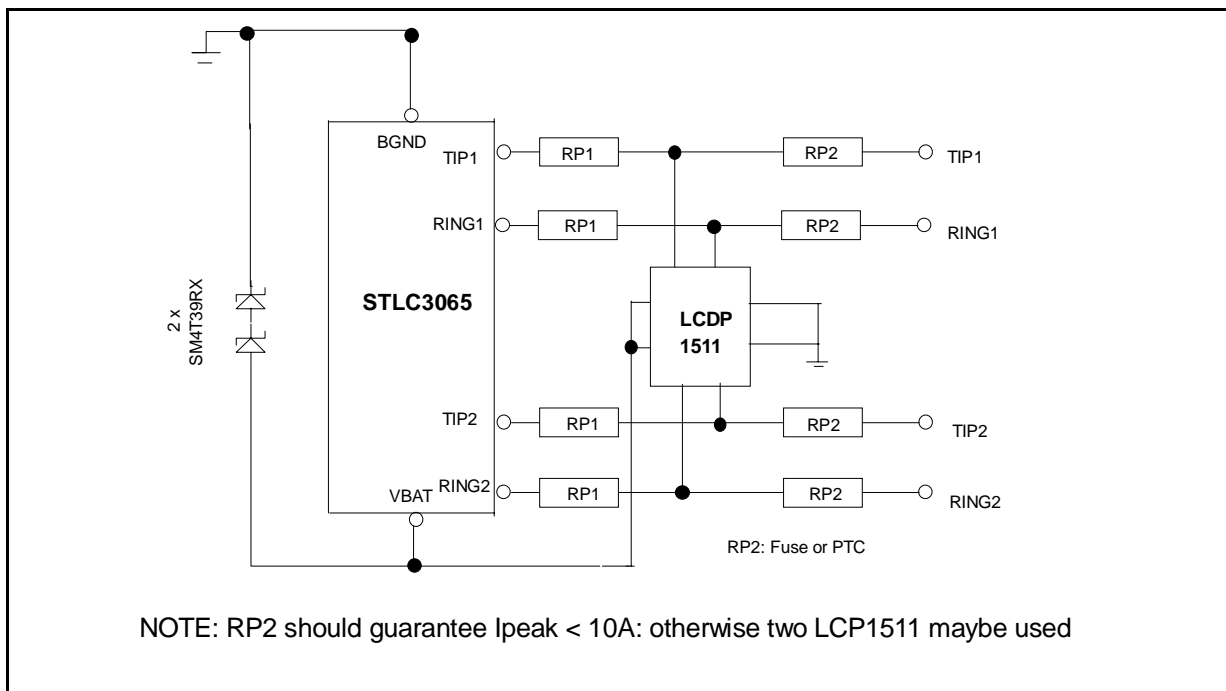 BGND
TIP1
RP1
RP2
TIP1
RING1
RP1
RP2
RING1
2 x
SM4T39RX
STLC3065
LCDP
1511
TIP2
RP1
RP2
TIP2
VBAT
RING2
RP1
RP2
RING2
RP2: Fuse or PTC
NOTE: RP2 should guarantee Ipeak < 10A: otherwise two LCP1511 maybe used